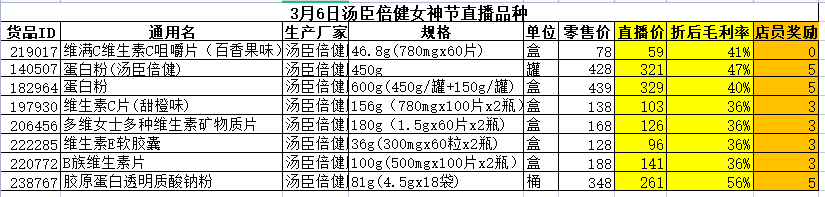 3月6日汤臣倍健女神节直播品种
货品ID 通用名 生产厂家 规格 单位 零售价 直播价 折后毛利率 店员奖励
219017 维满C维生素C咀嚼片（百香果味） 汤臣倍健 46.8g(780mgx60片) 盒 78 59 41% 0
140507 蛋白粉(汤臣倍健) 汤臣倍健 450g 罐 428 321 47% 5
182964 蛋白粉 汤臣倍健 600g(450g/罐+150g/罐) 盒 439 329 40% 5
197930 维生素C片(甜橙味) 汤臣倍健 156g（780mgx100片x2瓶) 盒 138 103 36% 3
206456 多维女士多种维生素矿物质片 汤臣倍健 180g（1.5gx60片x2瓶) 盒 168 126 36% 3
222285 维生素E软胶囊 汤臣倍健 36g(300mgx60粒x2瓶) 盒 128 96 36% 3
220772 B族维生素片 汤臣倍健 100g(500mgx100片x2瓶) 盒 188 141 36% 3
238767 胶原蛋白透明质酸钠粉 汤臣倍健 81g(4.5gx18袋) 桶 348 261 56% 5